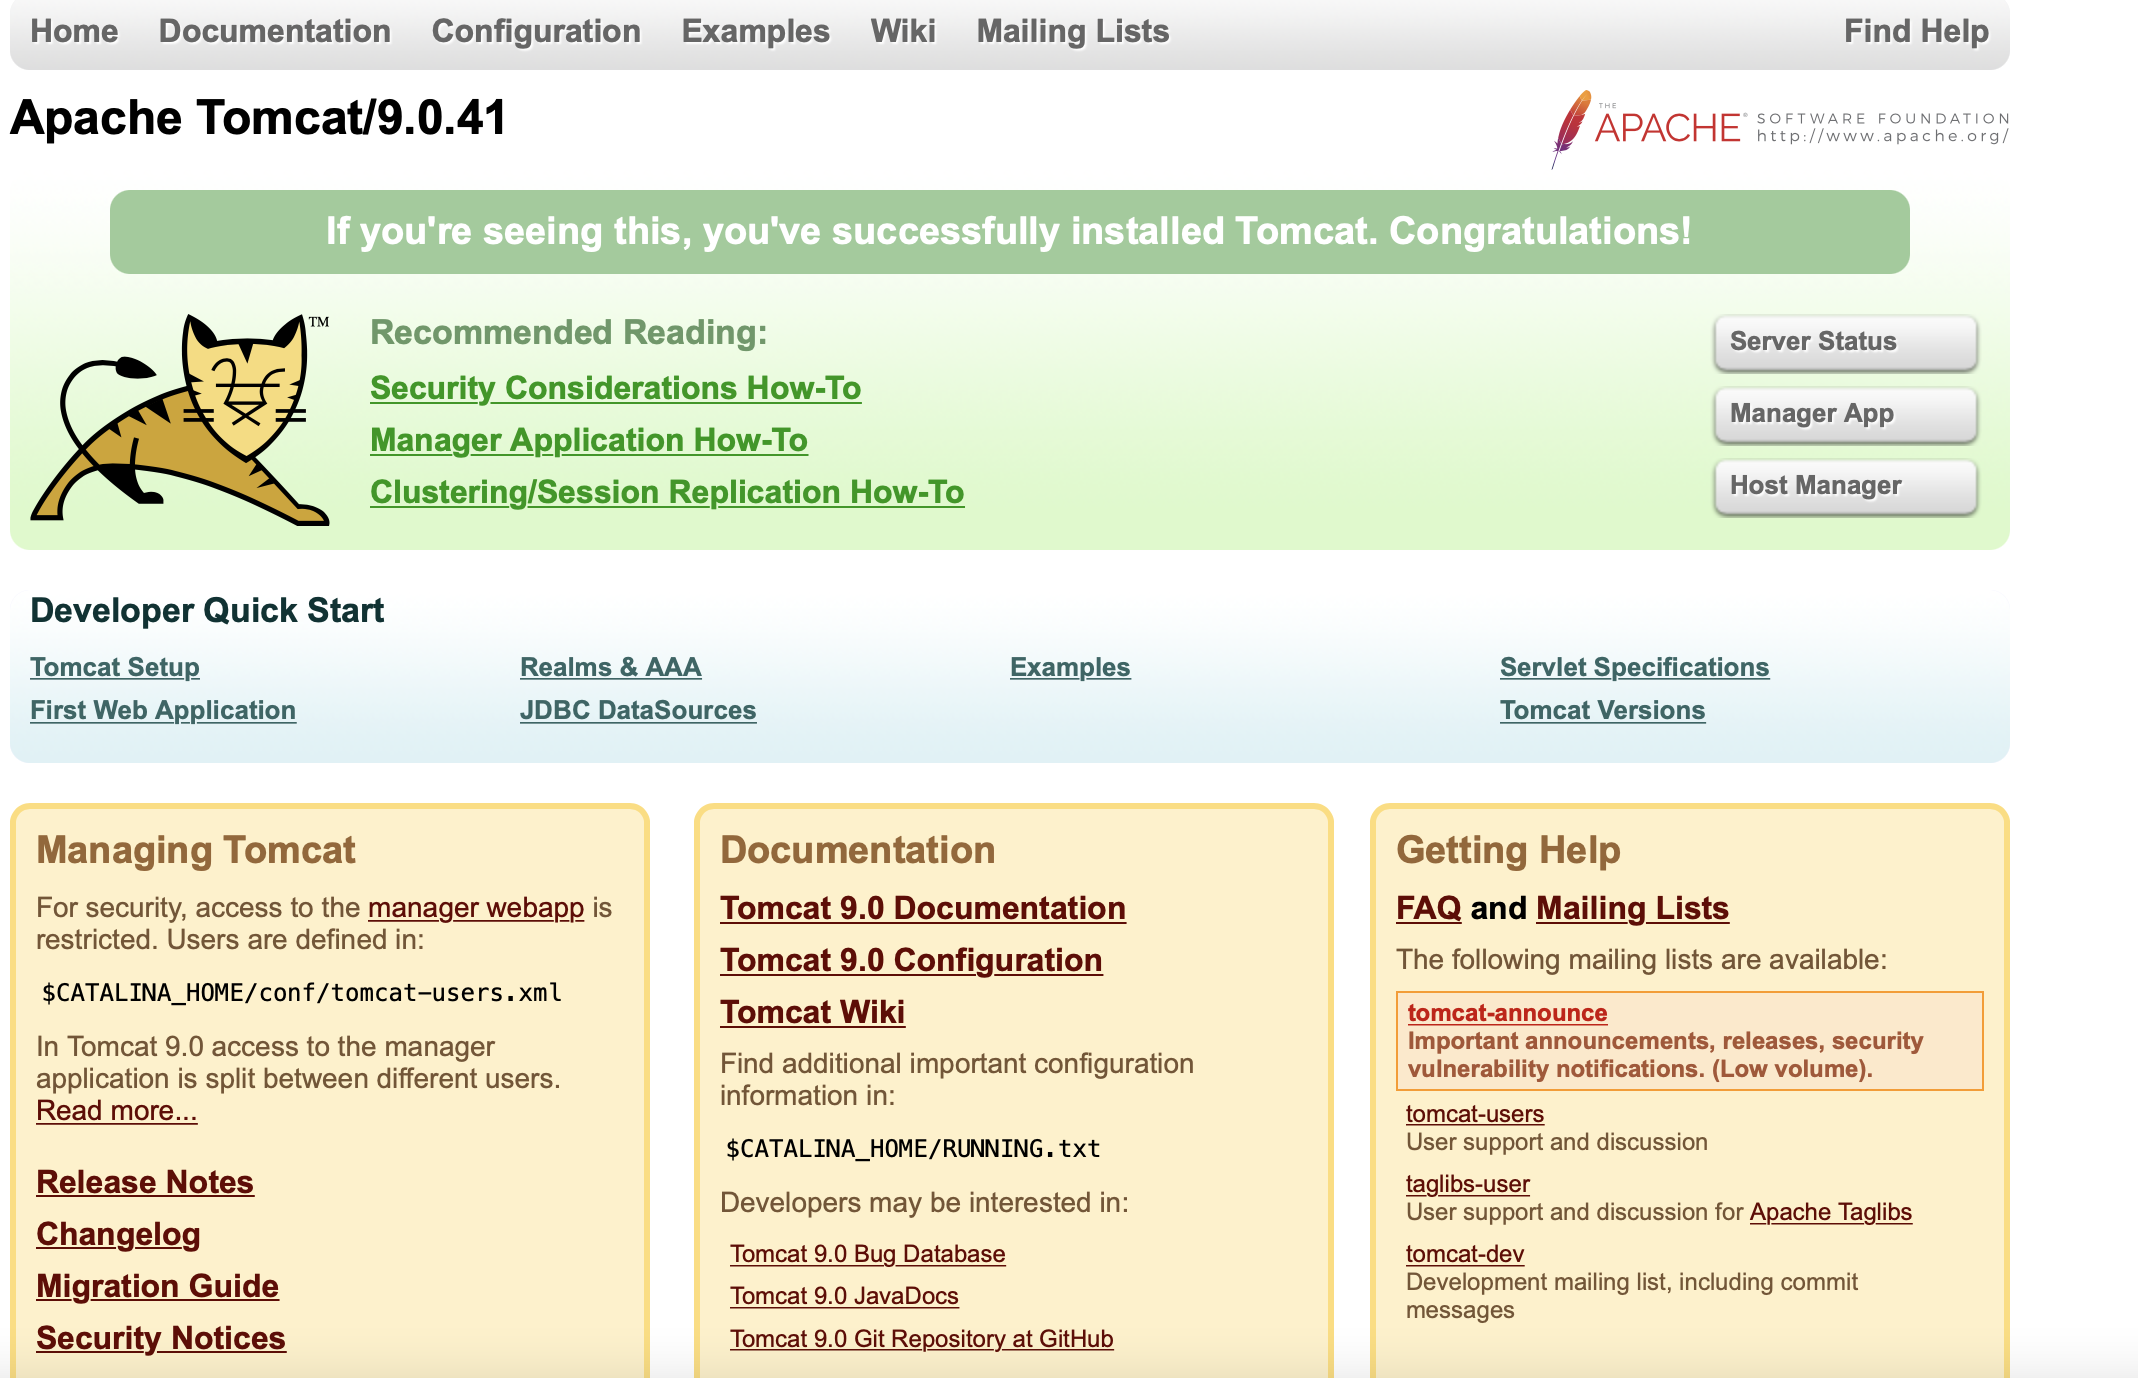 Home Documentation Configuration Examples Wiki Mailing Lists Find Help
Apache Tomcat/9.0.41
THE
APACHE® SOFTWARE FOUNDATION
http://www.apache.org/
If you're seeing this, you've successfully installed Tomcat. Congratulations!
TM
Recommended Reading:
Security Considerations How-To
Manager Application How-To
Clustering/Session Replication How-To
Server Status
Manager App
Host Manager
Developer Quick Start
Tomcat Setup
First Web Application
Realms & AAA
JDBC DataSources
Examples
Servlet Specifications
Tomcat Versions
Managing Tomcat
For security, access to the manager webapp is
restricted. Users are defined in:
$CATALINA_HOME/conf/tomcat-users.xml
In Tomcat 9.0 access to the manager
application is split between different users.
Read more...
Release Notes
Changelog
Migration Guide
Security Notices
Documentation
Tomcat 9.0 Documentation
Tomcat 9.0 Configuration
Tomcat Wiki
Find additional important configuration
information in:
$CATALINA_HOME/RUNNING.txt
Developers may be interested in:
Tomcat 9.0 Bug Database
Tomcat 9.0 JavaDocs
Tomcat 9.0 Git Repository at GitHub
Getting Help
FAQ and Mailing Lists
The following mailing lists are available:
tomcat-announce
Important announcements, releases, security
vulnerability notifications. (Low volume).
tomcat-users
User support and discussion
taglibs-user
User support and discussion for Apache Taglibs
tomcat-dev
Development mailing list, including commit
messages